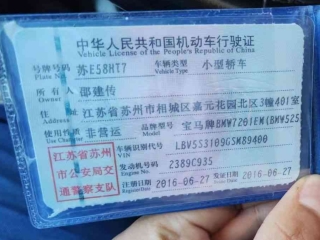 中华人民共和国机动车行驶证
Vehicle License of the People's Republic of China
号牌号码 苏E58HT7 车辆类型 小型轿车
Plate No. Vehicle Type
所有人 邵建传
Owner
住址 江苏省苏州市相城区嘉元花园北区3幢401室
Address
使用性质 非营运 品牌型号 宝马牌BMW7201EM(BMW525
Use Character Model
江苏省苏州市公安局交通警察支队
车辆识别代号 LBV5S3109GSM89400
VIN
发动机号码 2389C935
Engine No.
注册日期 2016-06-27 发证日期 2016-06-27
Register Date Issue Date